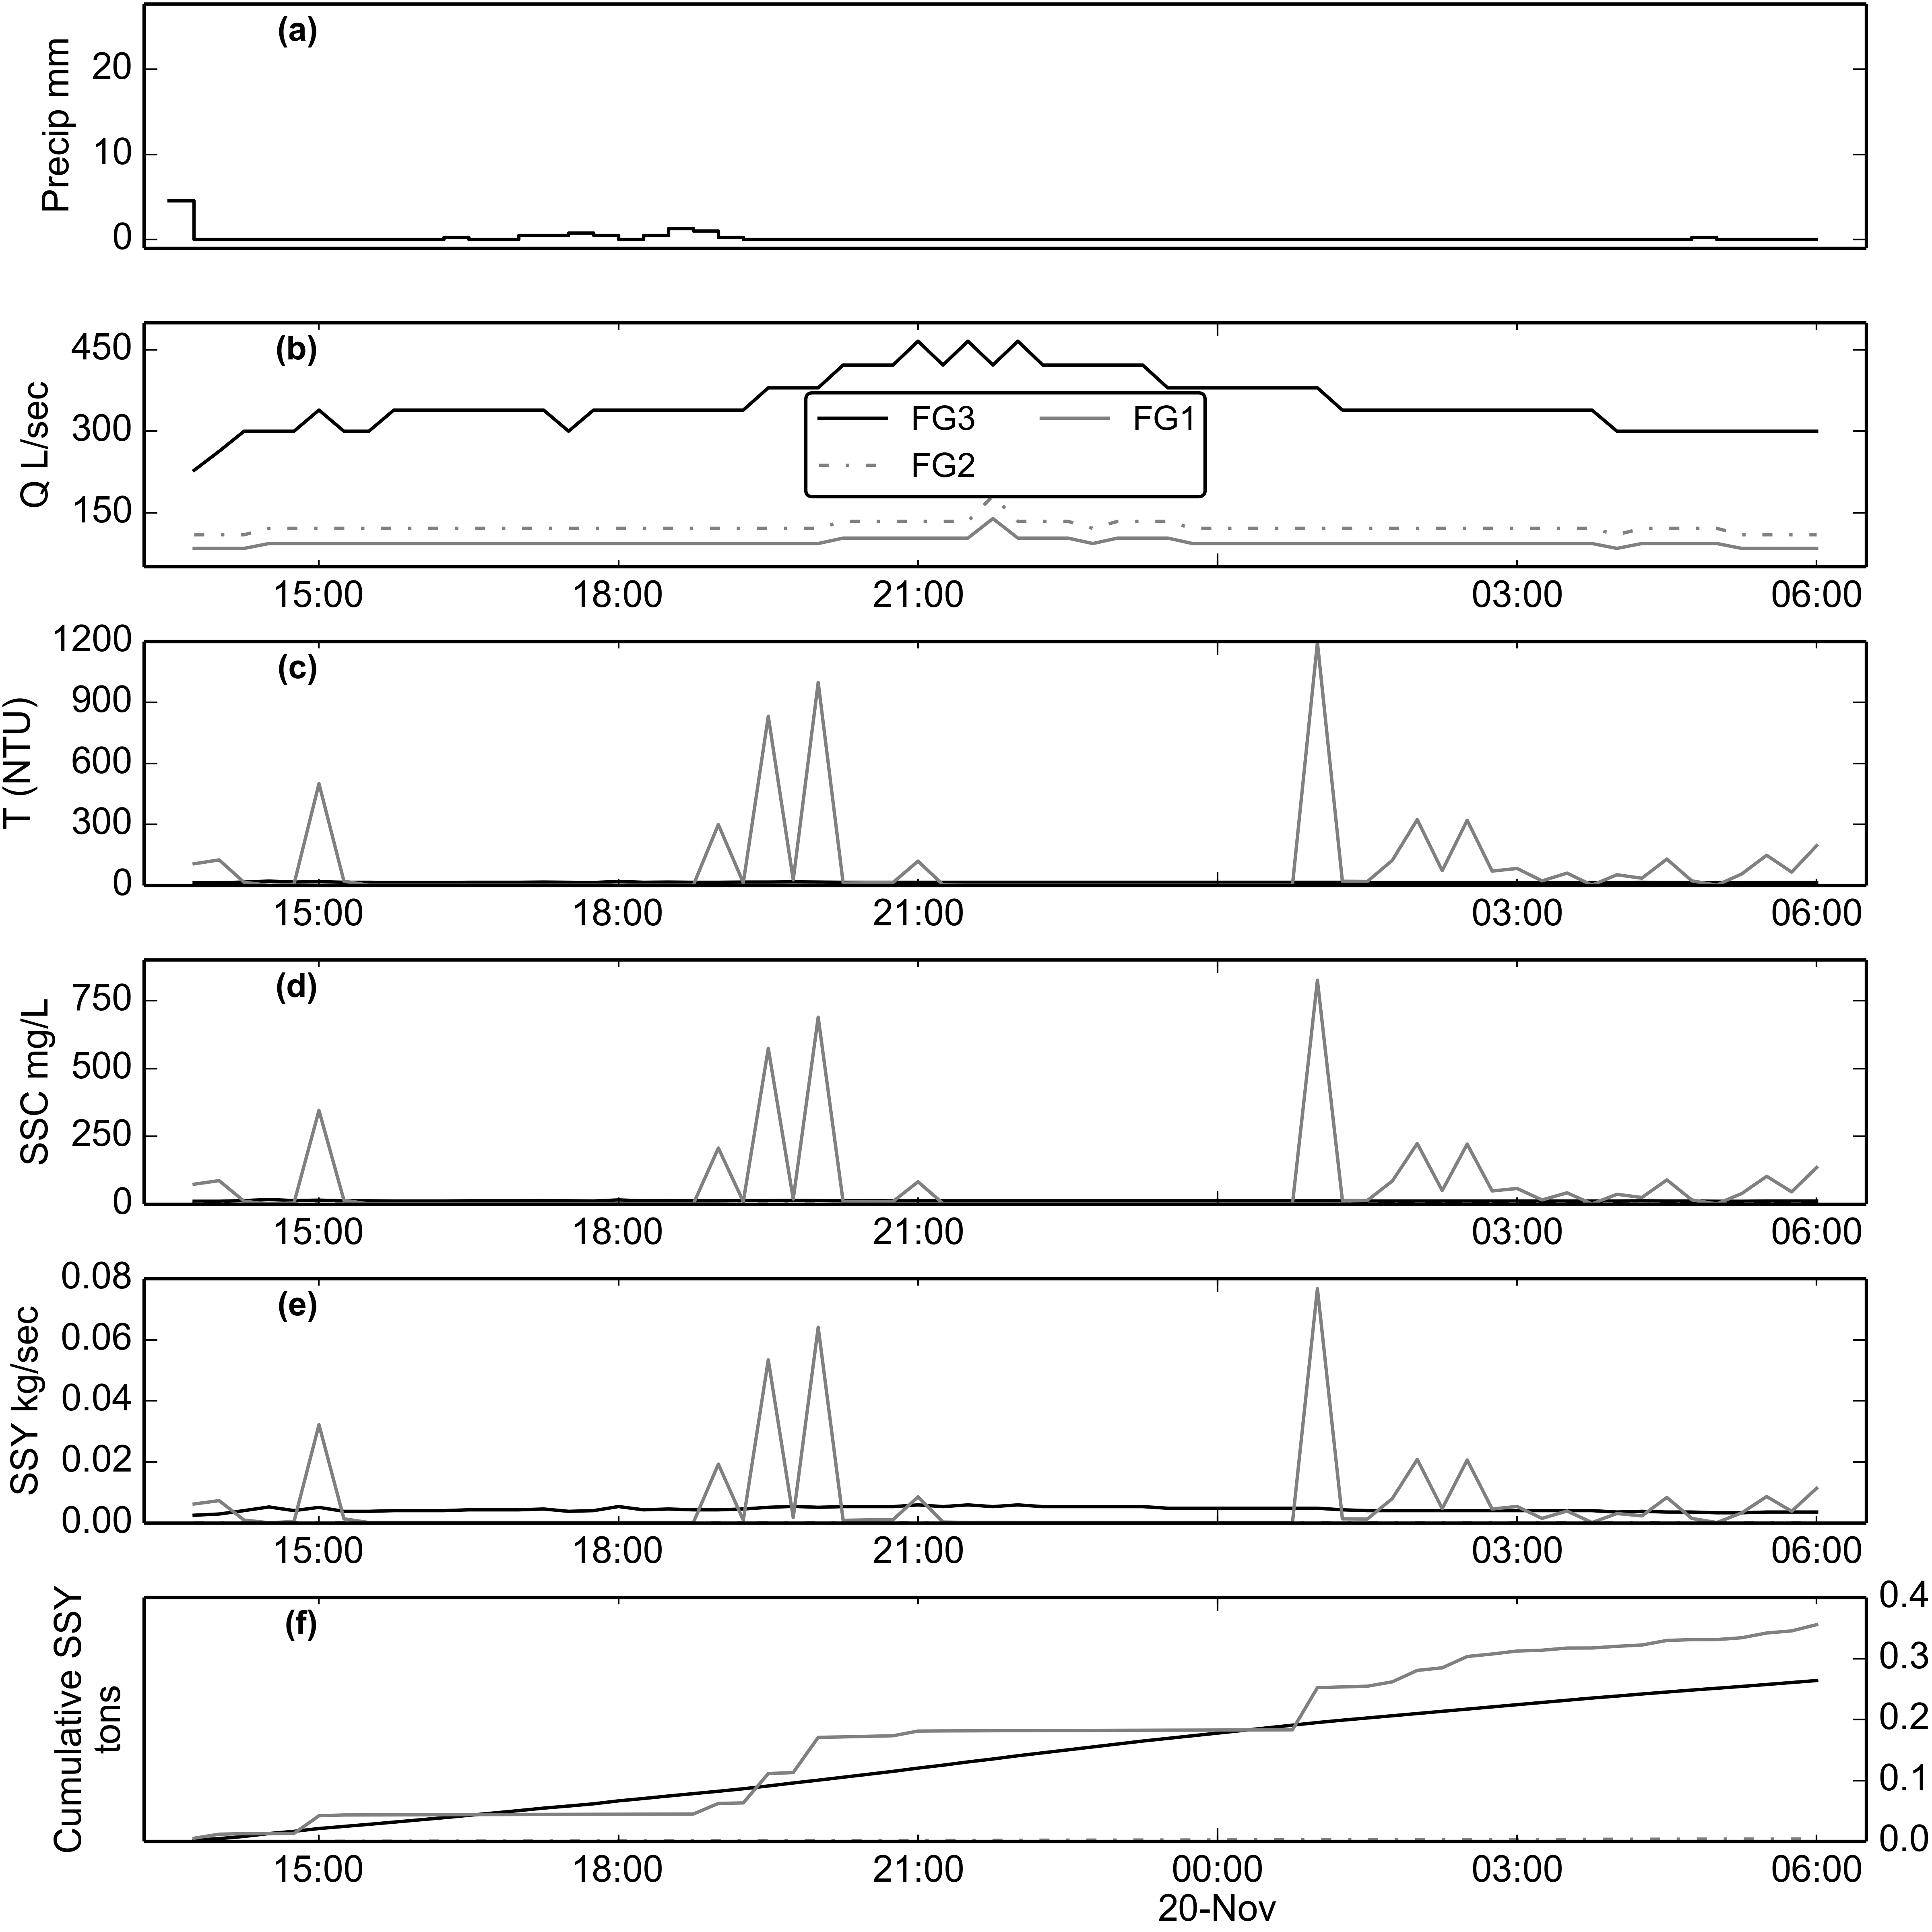 (a)
Precip mm
20
10
0
(b)
Q L/sec
450
300
150
FG3 FG1
FG2
15:00 18:00 21:00 03:00 06:00
(c)
T (NTU)
1200
900
600
300
0
15:00 18:00 21:00 03:00 06:00
(d)
SSC mg/L
750
500
250
0
15:00 18:00 21:00 03:00 06:00
(e)
SSY kg/sec
0.08
0.06
0.04
0.02
0.00
15:00 18:00 21:00 03:00 06:00
(f)
Cumulative SSY
tons
0.4
0.3
0.2
0.1
0.0
15:00 18:00 21:00 00:00 03:00 06:00
20-Nov